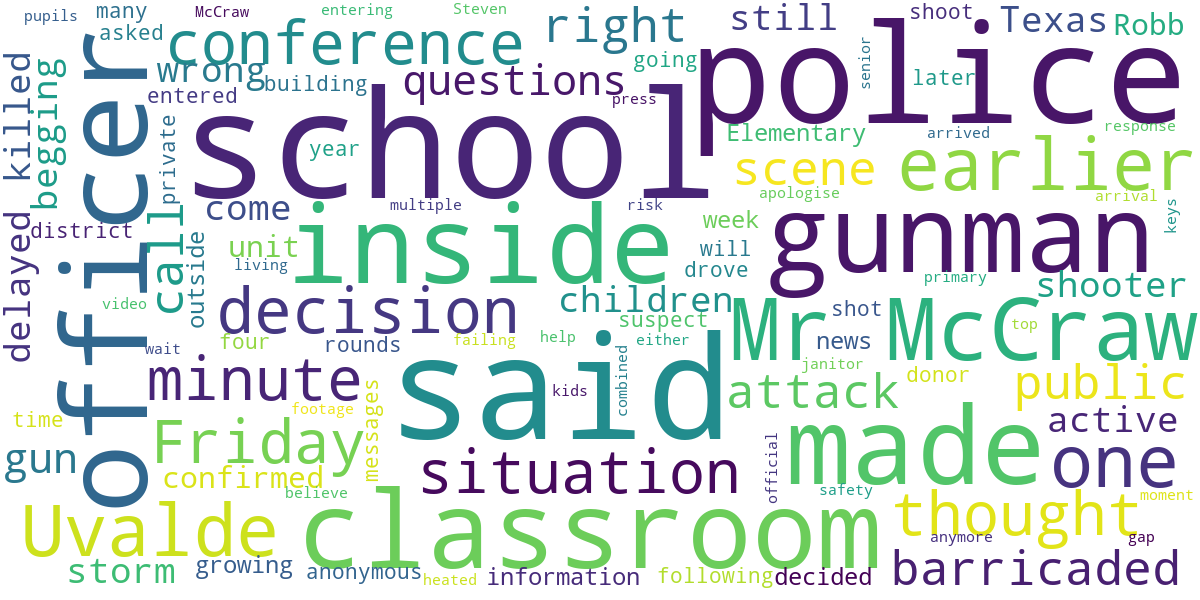 pupils
many
McCraw
entering
Steven
asked
conference
right
still
shoot
Texas
Robb
officer
police
wrong
building
questions
going
senior
later
killed
begging
entered
press
private
school
year
Elementary
arrived
response
scene
earlier
apologise
arrival
keys
delayed
district
call
come
multiple
risk
week
gunman
unit
inside
living
outside
will
drove
primary
shooter
video
decision
children
suspect
shot
Mr
McCraw
top
wait
four
rounds
failing
help
either
news
janitor
minute
said
kids
combined
attack
donor
public
time
footage
messages
active
gun
Friday
confirmed
situation
official
made
one
believe
safety
moment
Uvalde
classroom
thought
anymore
gap
storm
growing
anonymous
heated
information
following
decided
barricaded